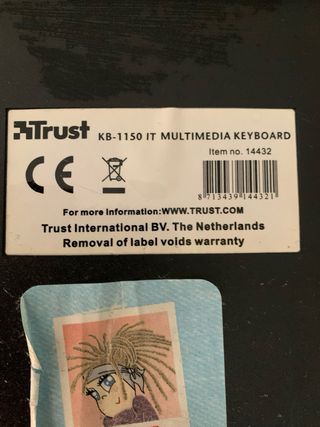 Trust KB-1150 IT MULTIMEDIA KEYBOARD
Item no. 14432
CE
8 713439 144321
For more information:WWW.TRUST.COM
Trust International BV. The Netherlands
Removal of label voids warranty